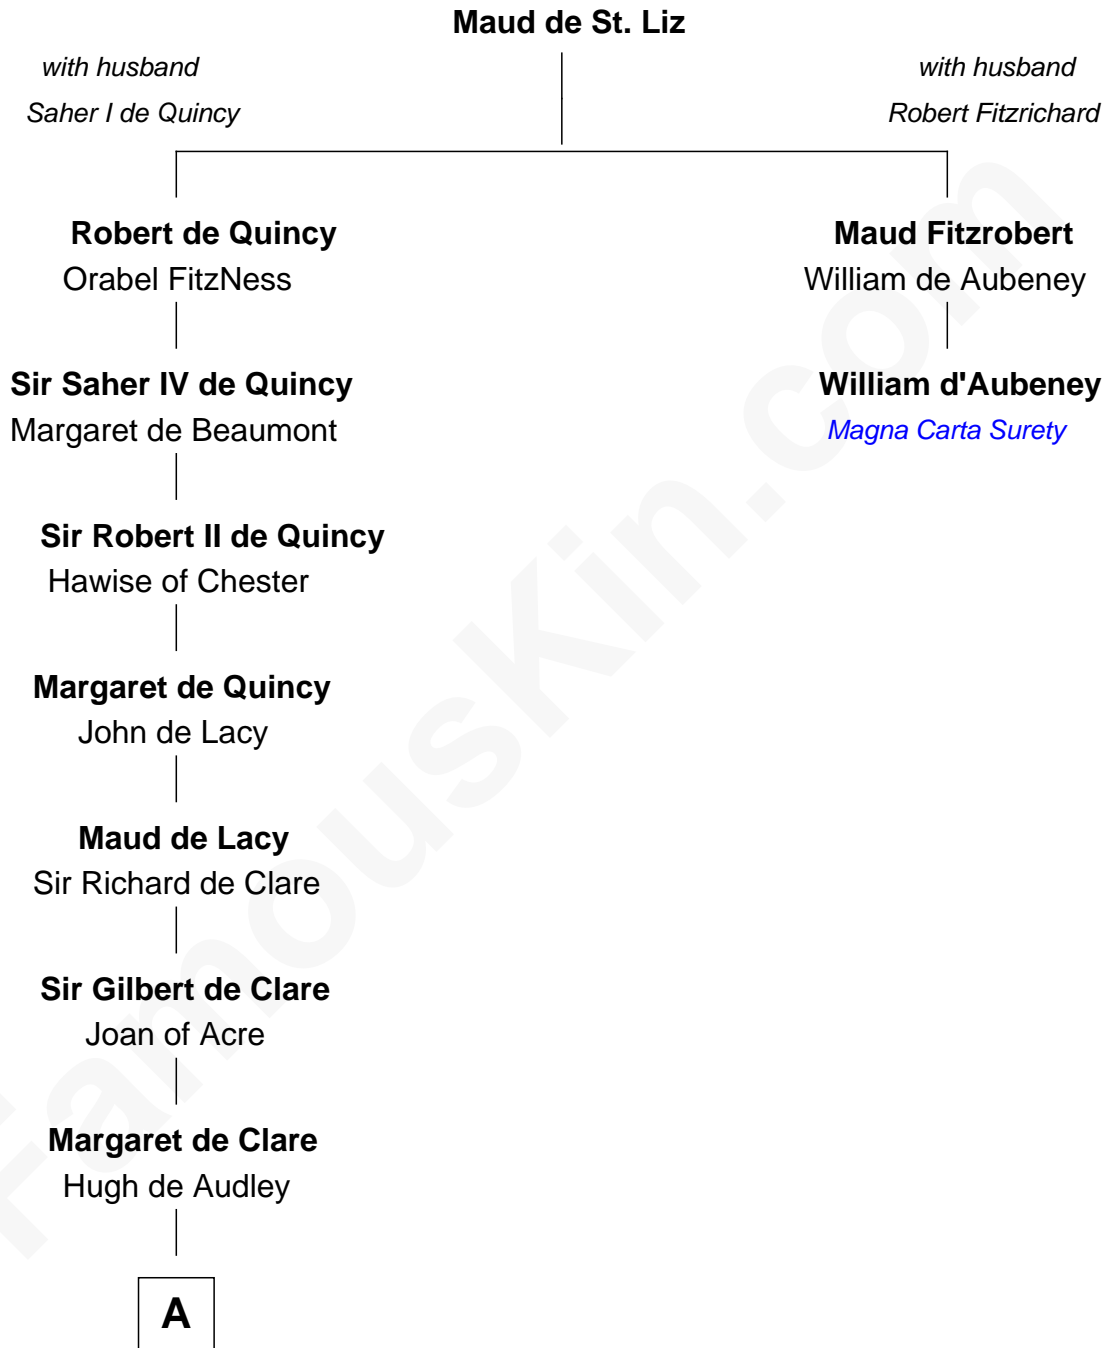 Maud de St. Liz
with husband
Saher I de Quincy
with husband
Robert Fitzrichard
Robert de Quincy
Orabel FitzNess
Maud Fitzrobert
William de Aubeney
Sir Saher IV de Quincy
Margaret de Beaumont
William d'Aubeney
Magna Carta Surety
Sir Robert II de Quincy
Hawise of Chester
Margaret de Quincy
John de Lacy
Maud de Lacy
Sir Richard de Clare
Sir Gilbert de Clare
Joan of Acre
Margaret de Clare
Hugh de Audley
A
FamousKin.com